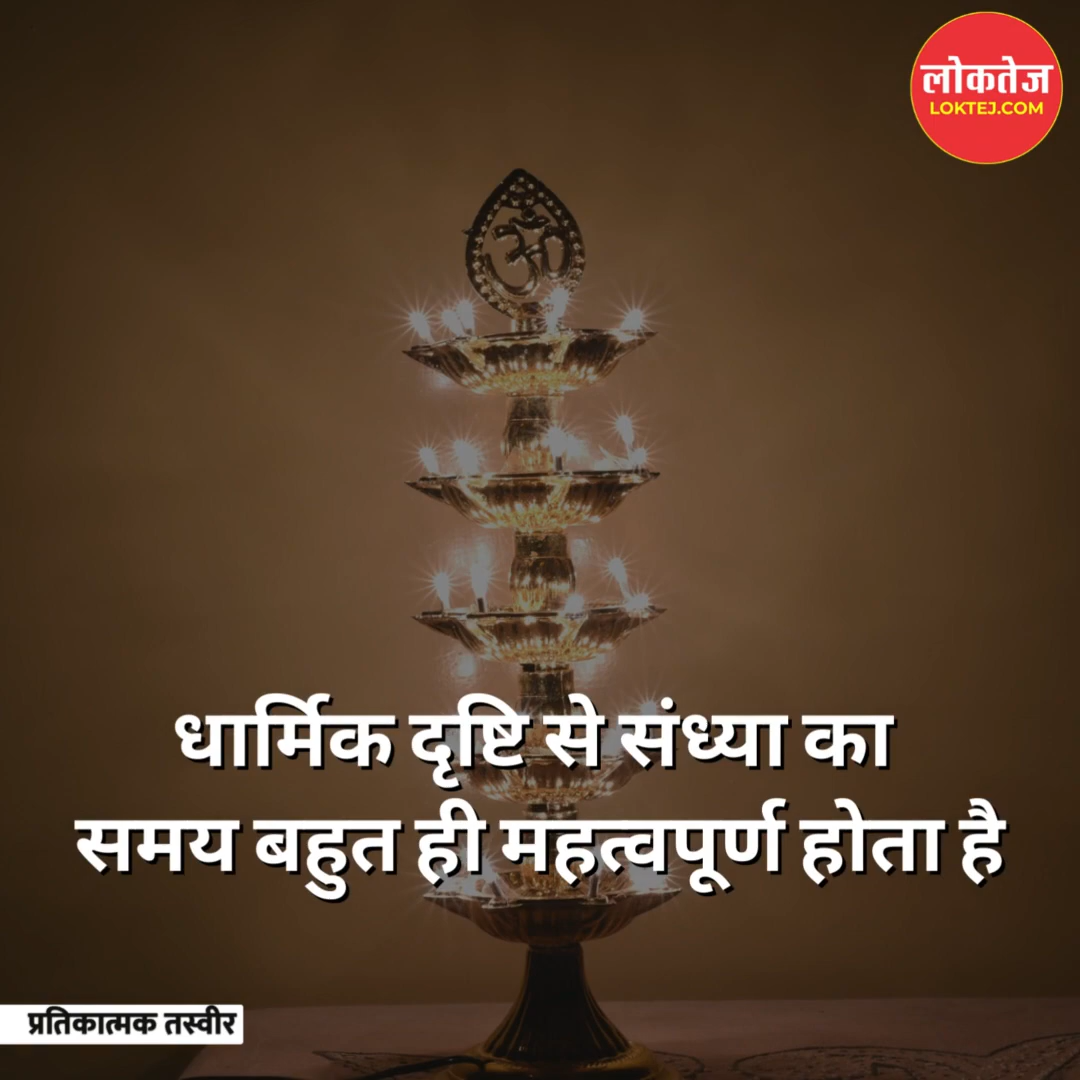 लोकतेज
LOKTEJ.COM
ॐ
धार्मिक दृष्टि से संध्या का
समय बहुत ही महत्वपूर्ण होता है
प्रतिकात्मक तस्वीर